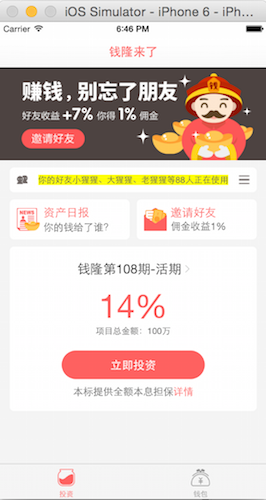 iOS Simulator - iPhone 6 - iPh...
Carrier
5:46 PM
钱隆来了
赚钱，别忘了朋友
好友收益+7% 你得1% 佣金
邀请好友
你的好友小猩猩、大猩猩、老猩猩等88人正在使用
资产日报
你的钱给了谁?
邀请好友
佣金收益1%
钱隆第108期-活期
14%
项目总金额：100万
立即投资
本标提供全额本息担保详情
投资
钱包